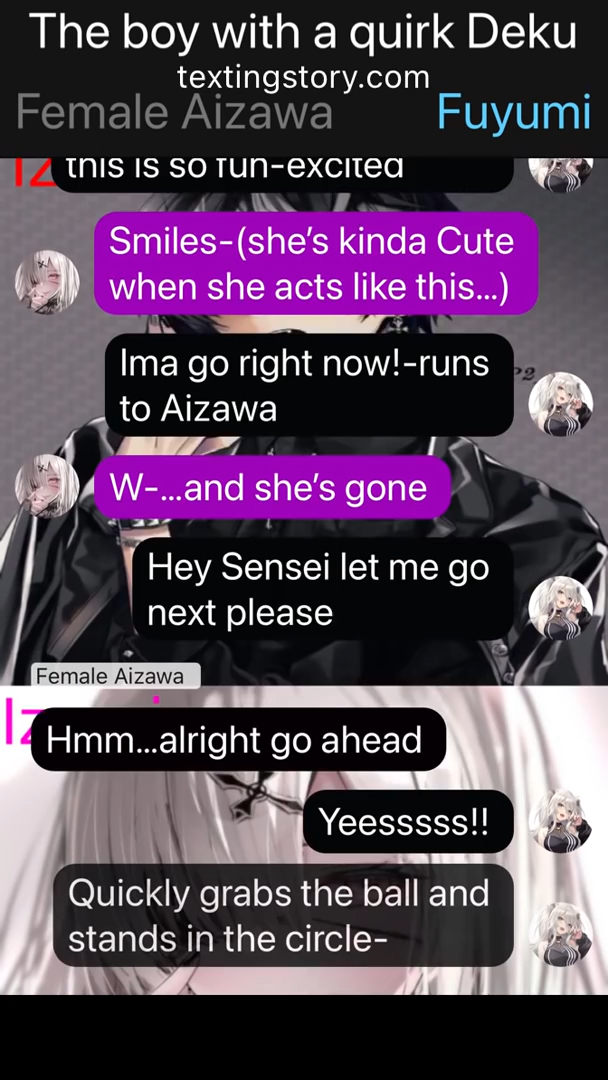 The boy with a quirk Deku
textingstory.com
Female Aizawa
Fuyumi
Iz
this is so fun-excited
Smiles-(she's kinda Cute
when she acts like this...)
Ima go right now!-runs
to Aizawa
W-...and she's gone
Hey Sensei let me go
next please
Female Aizawa
Iz
Hmm...alright go ahead
Yeesssss!!
Quickly grabs the ball and
stands in the circle-